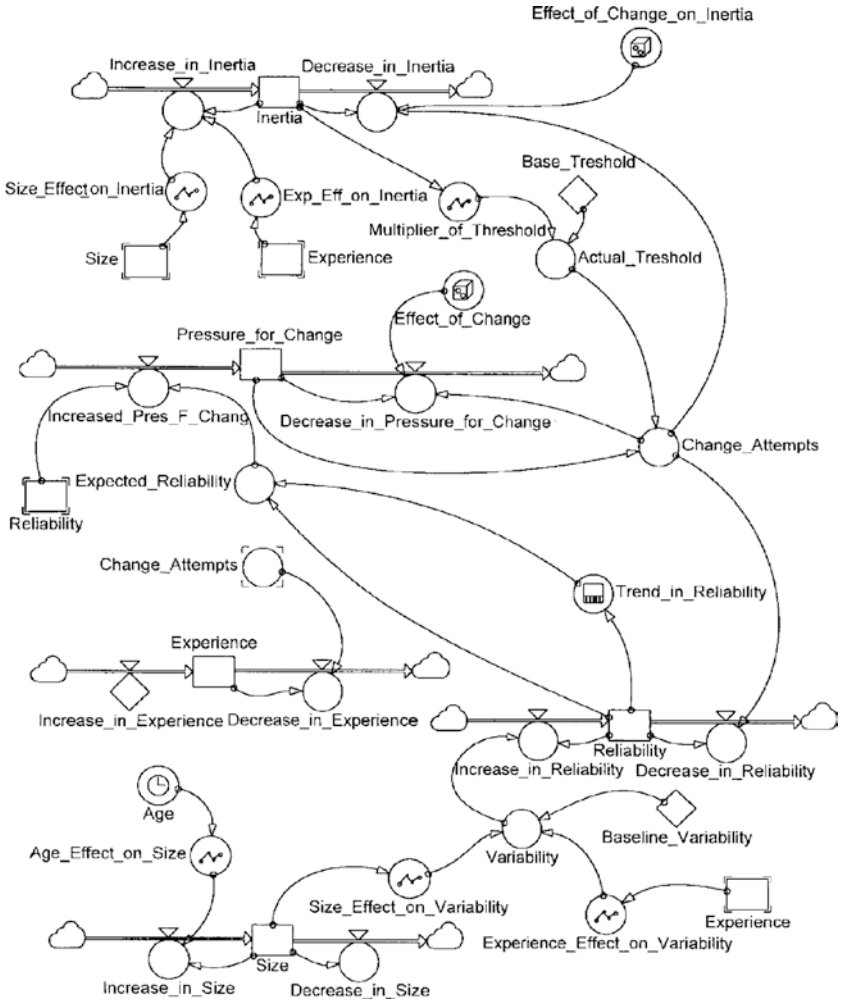 Effect_of_Change_on_Inertia
Increase_in_Inertia
Decrease_in_Inertia
Inertia
Base_Treshold
Size_Effect_on_Inertia
Exp_Eff_on_Inertia
Multiplier_of_Threshold
Size
Experience
Actual_Treshold
Effect_of_Change
Pressure_for_Change
Increased_Pres_F_Chang
Decrease_in_Pressure_for_Change
Change_Attempts
Expected_Reliability
Reliability
Change_Attempts
Trend_in_Reliability
Experience
Increase_in_Experience
Decrease_in_Experience
Reliability
Increase_in_Reliability
Decrease_in_Reliability
Age
Baseline_Variability
Age_Effect_on_Size
Variability
Size_Effect_on_Variability
Experience
Experience_Effect_on_Variability
Size
Increase_in_Size
Decrease_in_Size